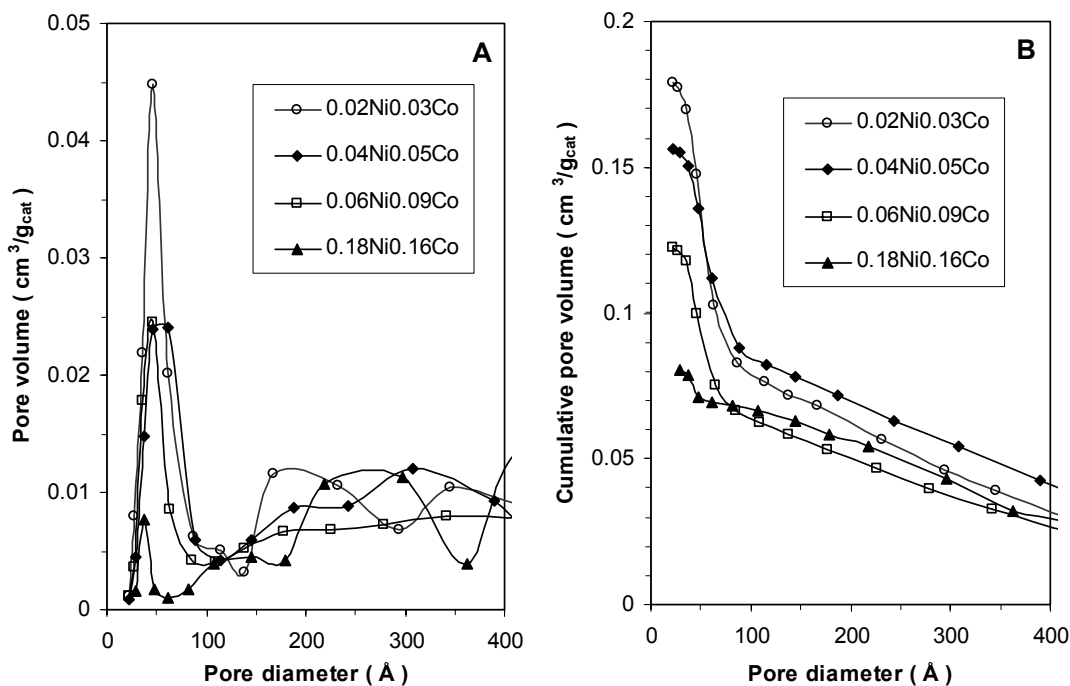 A
0.05
0.04
0.03
0.02
0.01
0
0 100 200 300 400
Pore volume ( cm³/gcat )
Pore diameter ( Å )
0.02Ni0.03Co
0.04Ni0.05Co
0.06Ni0.09Co
0.18Ni0.16Co
B
0.2
0.15
0.1
0.05
0
0 100 200 300 400
Cumulative pore volume ( cm³/gcat )
Pore diameter ( Å )
0.02Ni0.03Co
0.04Ni0.05Co
0.06Ni0.09Co
0.18Ni0.16Co